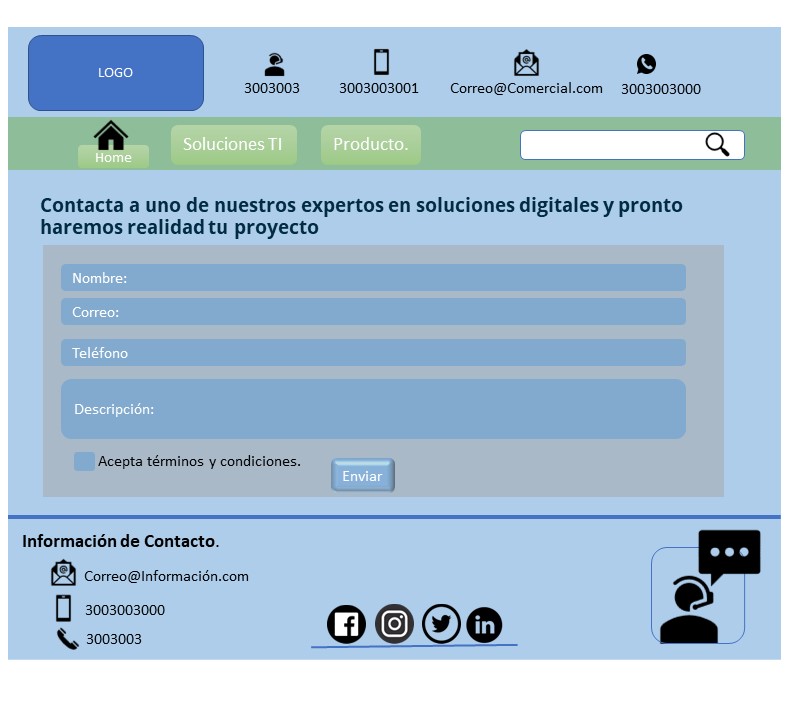 LOGO
3003003
3003003001
Correo@Comercial.com
3003003000
Home
Soluciones TI
Producto.
Contacta a uno de nuestros expertos en soluciones digitales y pronto
haremos realidad tu proyecto
Nombre:
Correo:
Teléfono
Descripción:
Acepta términos y condiciones.
Enviar
Información de Contacto.
Correo@Información.com
3003003000
3003003